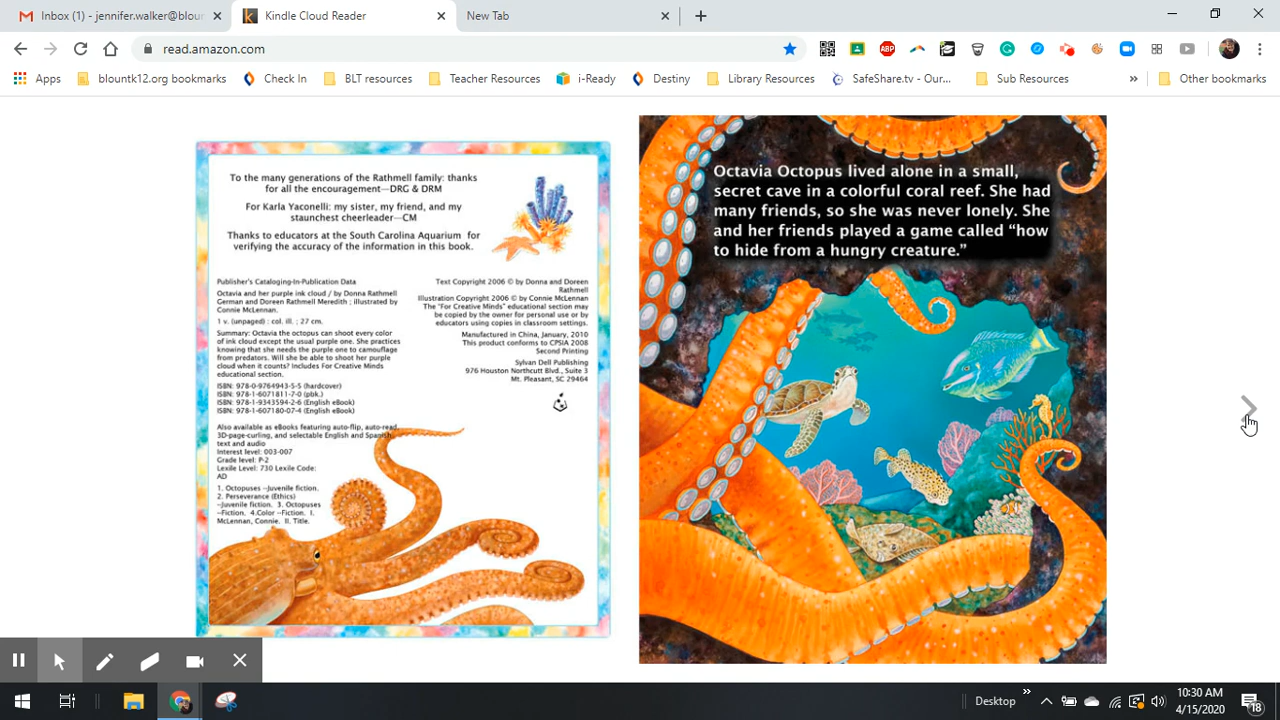 Inbox (1) - jennifer.walker@blour
Kindle Cloud Reader
New Tab
read.amazon.com
ABP
Apps
blountk12.org bookmarks
Check In
BLT resources
Teacher Resources
i-Ready
Destiny
Library Resources
SafeShare.tv - Our...
Sub Resources
»
Other bookmarks
To the many generations of the Rathmell family: thanks
for all the encouragement—DRG & DRM
For Karla Yaconelli: my sister, my friend, and my
staunchest cheerleader—CM
Thanks to educators at the South Carolina Aquarium for
verifying the accuracy of the information in this book.
Publisher's Cataloging-In-Publication Data
Octavia and her purple ink cloud / by Donna Rathmell
German and Doreen Rathmell Meredith ; illustrated by
Connie McLennan.
1 v. (unpaged) : col. ill. ; 27 cm.
Summary: Octavia the octopus can shoot every color
of ink cloud except the usual purple one. She practices
knowing that she needs the purple one to camouflage
from predators. Will she be able to shoot her purple
cloud when it counts? Includes For Creative Minds
educational section.
ISBN: 978-0-9764943-5-5 (hardcover)
ISBN: 978-1-6071811-7-0 (pbk.)
ISBN: 978-1-9343594-2-6 (English eBook)
ISBN: 978-1-607180-07-4 (English eBook)
Also available as eBooks featuring auto-flip, auto-read,
3D-page-curling, and selectable English and Spanish
text and audio
Interest level: 003-007
Grade level: P-2
Lexile Level: 730 Lexile Code:
AD
1. Octopuses --Juvenile fiction.
2. Perseverance (Ethics)
--Juvenile fiction. 3. Octopuses
--Fiction. 4.Color --Fiction. I.
McLennan, Connie. II. Title.
Text Copyright 2006 © by Donna and Doreen
Rathmell
Illustration Copyright 2006 © by Connie McLennan
The "For Creative Minds" educational section may
be copied by the owner for personal use or by
educators using copies in classroom settings.
Manufactured in China, January, 2010
This product conforms to CPSIA 2008
Second Printing
Sylvan Dell Publishing
976 Houston Northcutt Blvd., Suite 3
Mt. Pleasant, SC 29464
Octavia Octopus lived alone in a small,
secret cave in a colorful coral reef. She had
many friends, so she was never lonely. She
and her friends played a game called “how
to hide from a hungry creature.”
Desktop
»
10:30 AM
4/15/2020
18